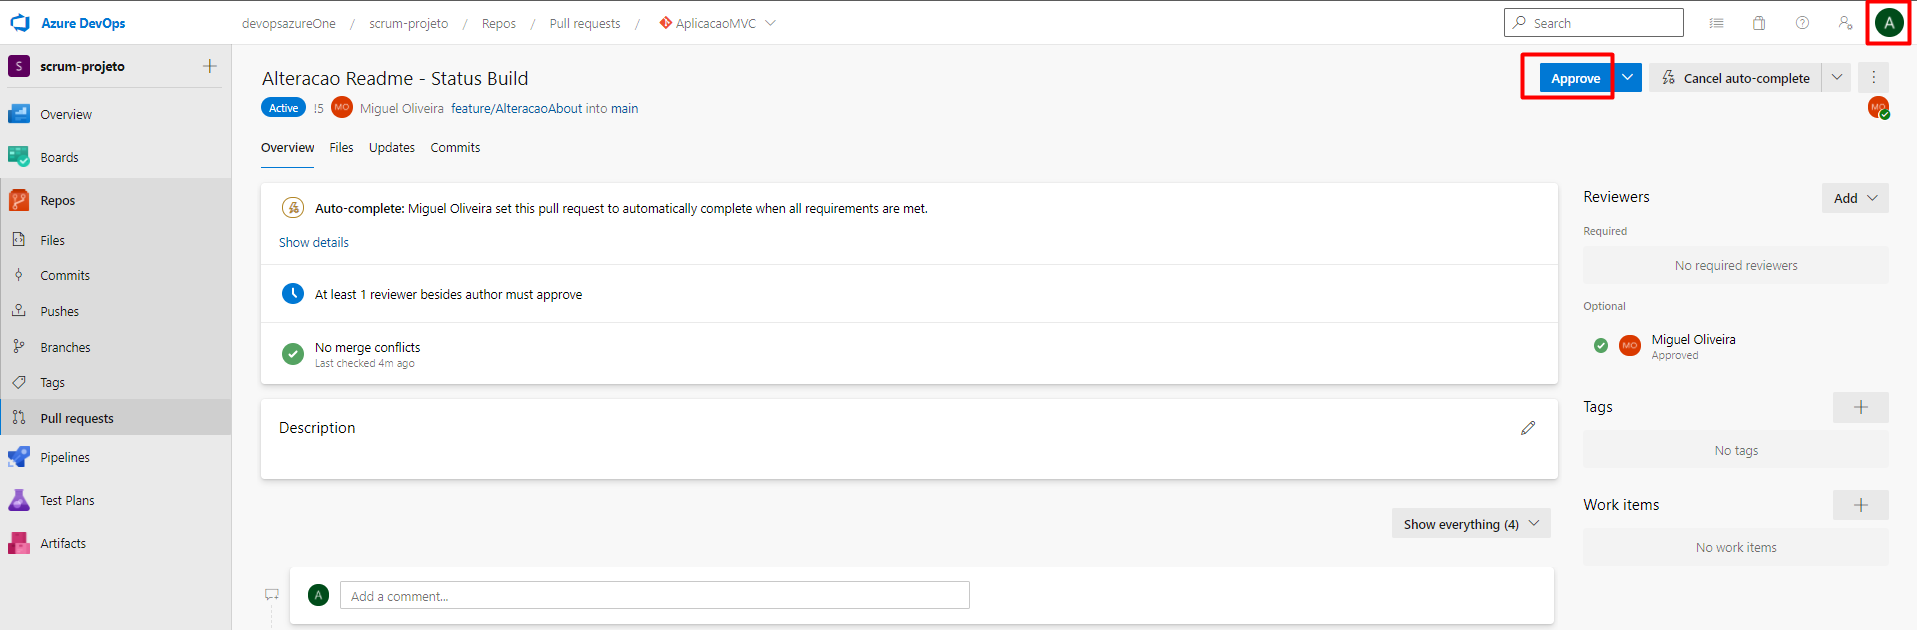 Azure DevOps
devopsazureOne / scrum-projeto / Repos / Pull requests / AplicacaoMVC
Search
A
S scrum-projeto
Overview
Boards
Repos
Files
Commits
Pushes
Branches
Tags
Pull requests
Pipelines
Test Plans
Artifacts
Alteracao Readme - Status Build
Approve
Cancel auto-complete
Active !5 MO Miguel Oliveira feature/AlteracaoAbout into main
MO
Overview Files Updates Commits
Auto-complete: Miguel Oliveira set this pull request to automatically complete when all requirements are met.
Show details
At least 1 reviewer besides author must approve
No merge conflicts
Last checked 4m ago
Description
Show everything (4)
A Add a comment...
Reviewers
Add
Required
No required reviewers
Optional
MO Miguel Oliveira
Approved
Tags
No tags
Work items
No work items